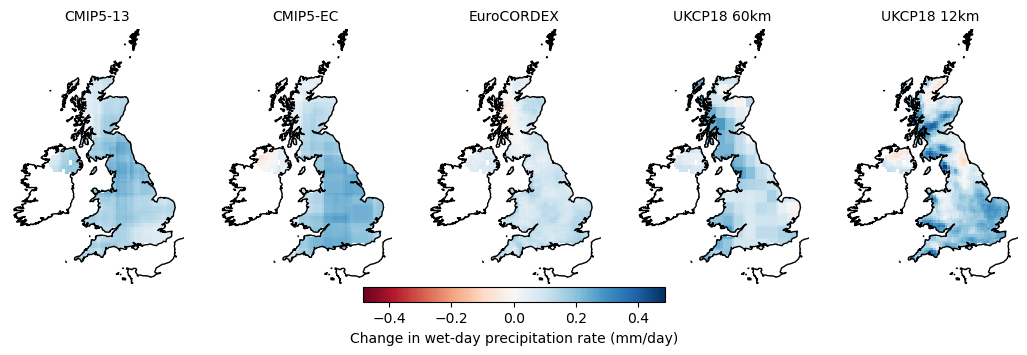 CMIP5-13 CMIP5-EC EuroCORDEX UKCP18 60km UKCP18 12km
−0.4 −0.2 0.0 0.2 0.4
Change in wet-day precipitation rate (mm/day)